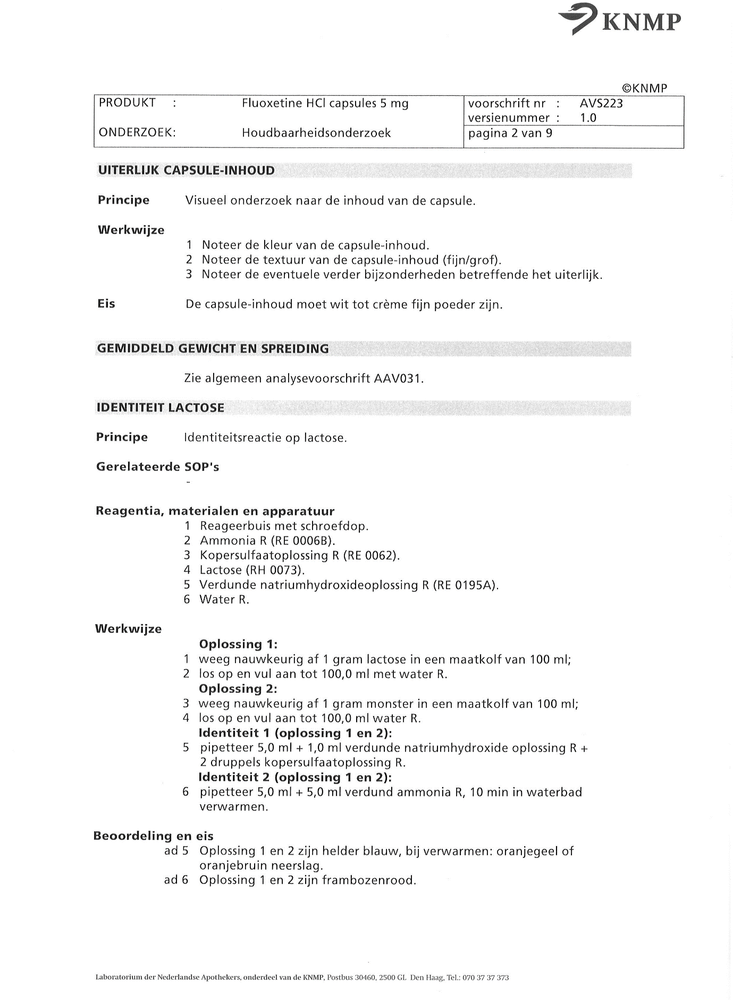 KNMP
©KNMP
PRODUKT : Fluoxetine HCl capsules 5 mg voorschrift nr : AVS223
versienummer : 1.0
ONDERZOEK: Houdbaarheidsonderzoek pagina 2 van 9
UITERLIJK CAPSULE-INHOUD
Principe Visueel onderzoek naar de inhoud van de capsule.
Werkwijze
1 Noteer de kleur van de capsule-inhoud.
2 Noteer de textuur van de capsule-inhoud (fijn/grof).
3 Noteer de eventuele verder bijzonderheden betreffende het uiterlijk.
Eis De capsule-inhoud moet wit tot crème fijn poeder zijn.
GEMIDDELD GEWICHT EN SPREIDING
Zie algemeen analysevoorschrift AAV031.
IDENTITEIT LACTOSE
Principe Identiteitsreactie op lactose.
Gerelateerde SOP's
-
Reagentia, materialen en apparatuur
1 Reageerbuis met schroefdop.
2 Ammonia R (RE 0006B).
3 Kopersulfaatoplossing R (RE 0062).
4 Lactose (RH 0073).
5 Verdunde natriumhydroxideoplossing R (RE 0195A).
6 Water R.
Werkwijze
Oplossing 1:
1 weeg nauwkeurig af 1 gram lactose in een maatkolf van 100 ml;
2 los op en vul aan tot 100,0 ml met water R.
Oplossing 2:
3 weeg nauwkeurig af 1 gram monster in een maatkolf van 100 ml;
4 los op en vul aan tot 100,0 ml water R.
Identiteit 1 (oplossing 1 en 2):
5 pipetteer 5,0 ml + 1,0 ml verdunde natriumhydroxide oplossing R +
2 druppels kopersulfaatoplossing R.
Identiteit 2 (oplossing 1 en 2):
6 pipetteer 5,0 ml + 5,0 ml verdund ammonia R, 10 min in waterbad
verwarmen.
Beoordeling en eis
ad 5 Oplossing 1 en 2 zijn helder blauw, bij verwarmen: oranjegeel of
oranjebruin neerslag.
ad 6 Oplossing 1 en 2 zijn frambozenrood.
Laboratorium der Nederlandse Apothekers, onderdeel van de KNMP, Postbus 30460, 2500 GL Den Haag, Tel.: 070 37 37 373